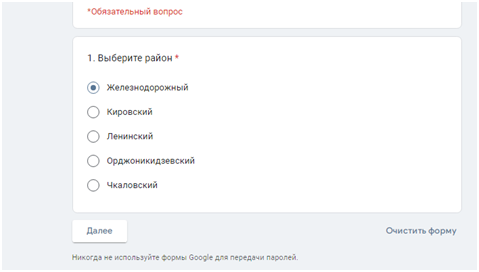 *Обязательный вопрос
1. Выберите район *
Железнодорожный
Кировский
Ленинский
Орджоникидзевский
Чкаловский
Далее
Очистить форму
Никогда не используйте формы Google для передачи паролей.